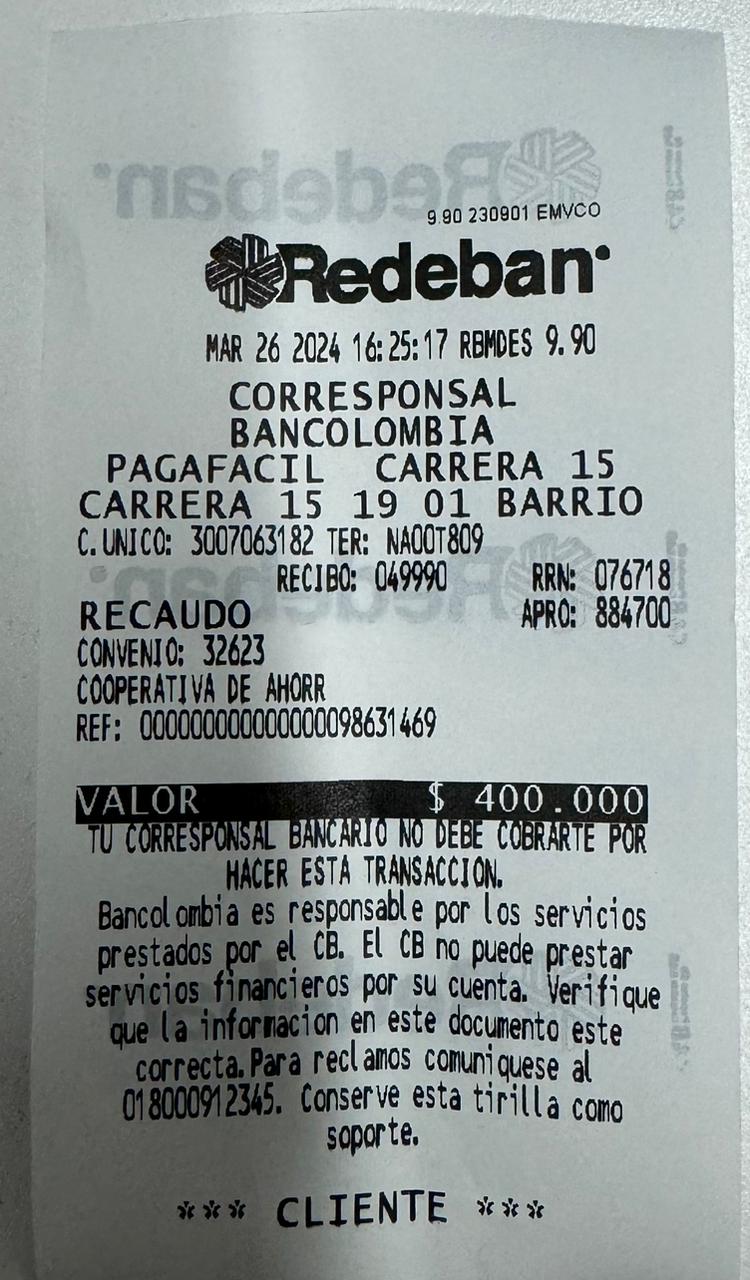 9.90 230901 EMVCO
Redeban
MAR 26 2024 16:25:17 RBMDES 9.90
CORRESPONSAL
BANCOLOMBIA
PAGAFACIL CARRERA 15
CARRERA 15 19 01 BARRIO
C.UNICO: 3007063182 TER: NA00T809
RECIBO: 049990 RRN: 076718
RECAUDO APRO: 884700
CONVENIO: 32623
COOPERATIVA DE AHORR
REF: 000000000000000098631469
VALOR $ 400.000
TU CORRESPONSAL BANCARIO NO DEBE COBRARTE POR
HACER ESTA TRANSACCION.
Bancolombia es responsable por los servicios
prestados por el CB. El CB no puede prestar
servicios financieros por su cuenta. Verifique
que la informacion en este documento este
correcta.Para reclamos comuniquese al
018000912345. Conserve esta tirilla como
soporte.
*** CLIENTE ***